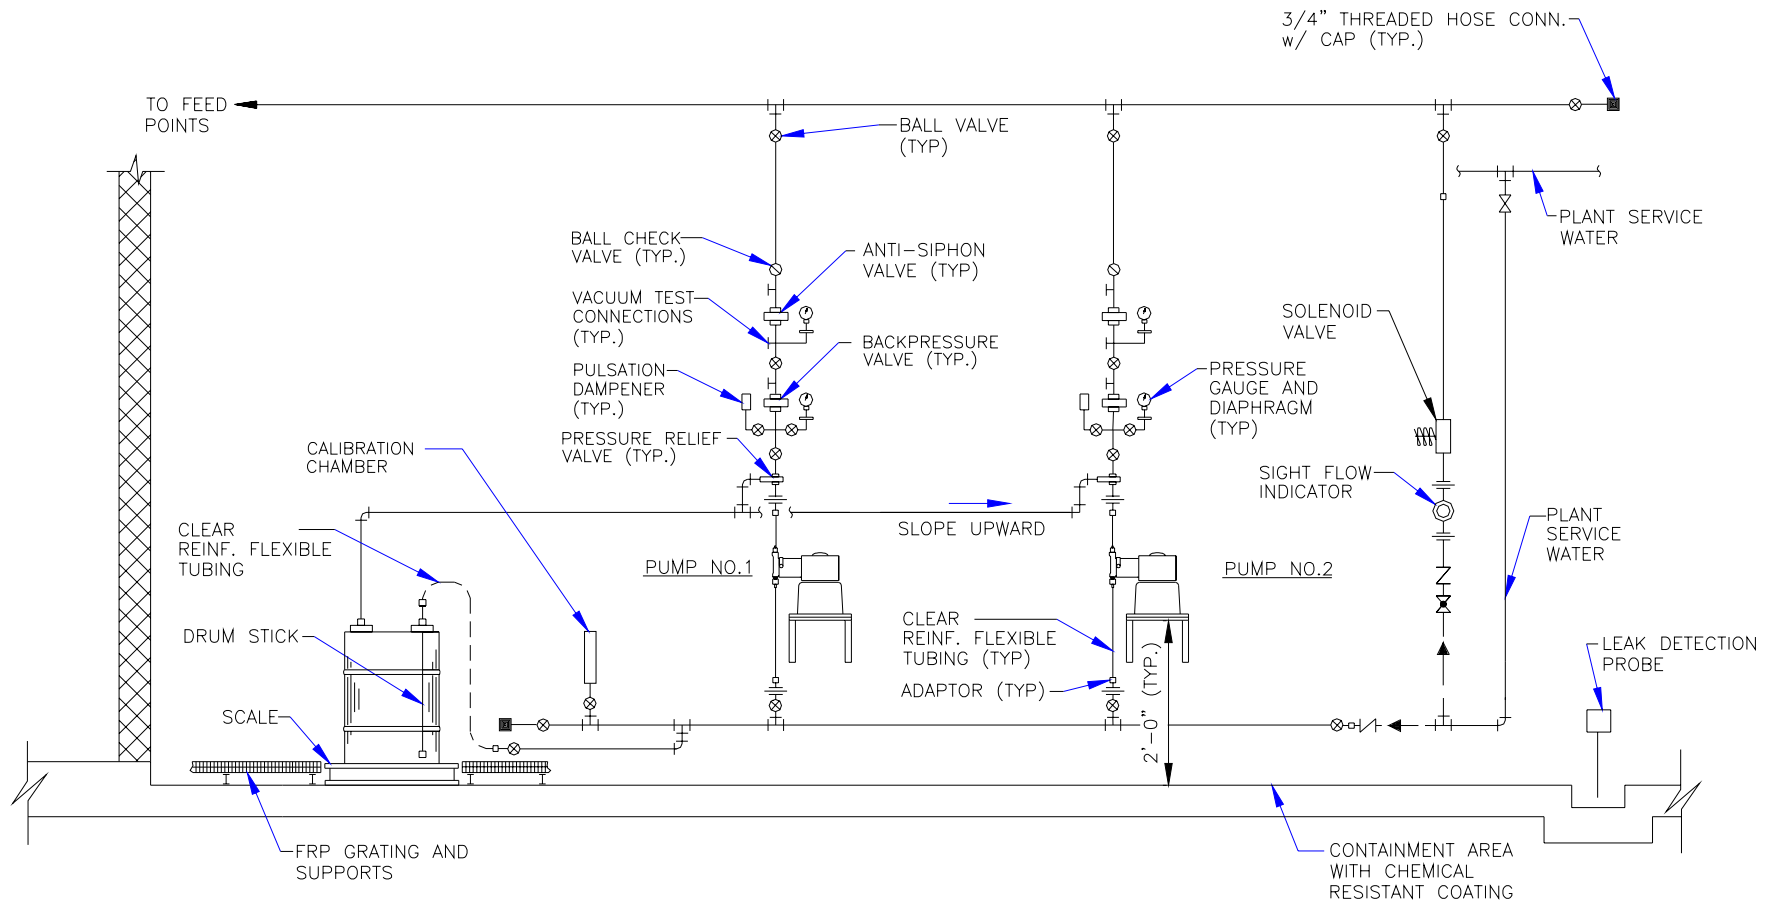 3/4" THREADED HOSE CONN.
w/ CAP (TYP.)
TO FEED
POINTS
BALL VALVE
(TYP)
PLANT SERVICE
WATER
BALL CHECK
VALVE (TYP.)
ANTI-SIPHON
VALVE (TYP)
VACUUM TEST
CONNECTIONS
(TYP.)
SOLENOID
VALVE
BACKPRESSURE
VALVE (TYP.)
PULSATION
DAMPENER
(TYP.)
PRESSURE
GAUGE AND
DIAPHRAGM
(TYP)
PRESSURE RELIEF
VALVE (TYP.)
CALIBRATION
CHAMBER
SIGHT FLOW
INDICATOR
CLEAR
REINF. FLEXIBLE
TUBING
SLOPE UPWARD
PLANT
SERVICE
WATER
PUMP NO.1
PUMP NO.2
CLEAR
REINF. FLEXIBLE
TUBING (TYP)
DRUM STICK
LEAK DETECTION
PROBE
ADAPTOR (TYP)
2'-0" (TYP.)
SCALE
FRP GRATING AND
SUPPORTS
CONTAINMENT AREA
WITH CHEMICAL
RESISTANT COATING